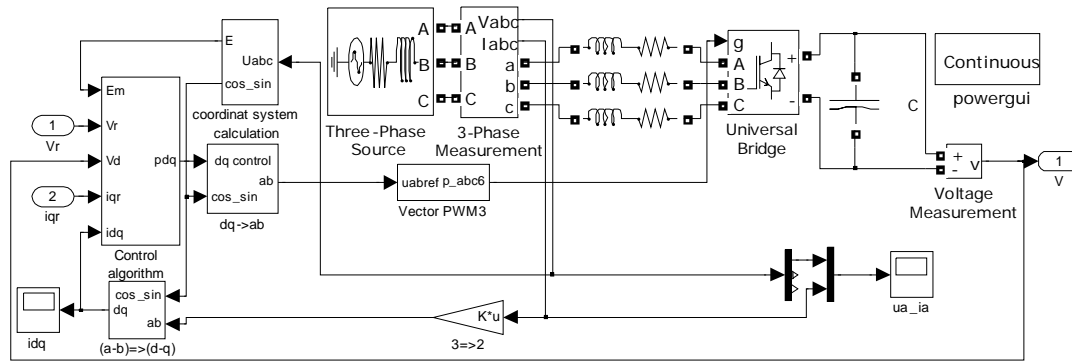 E
Uabc
cos_sin
coordinat system
calculation
Em
1
Vr
Vr
Vd
2
iqr
iqr
idq
pdq
Control
algorithm
dq control
ab
cos_sin
dq->ab
A
B
C
Three-Phase
Source
A
B
C
Vabc
Iabc
a
b
c
3-Phase
Measurement
uabref
p_abc6
Vector PWM3
g
A
B
C
+
-
Universal
Bridge
C
Continuous
powergui
+
-
v
Voltage
Measurement
1
V
ua_ia
K*u
3=>2
cos_sin
dq
ab
(a-b)=>(d-q)
idq